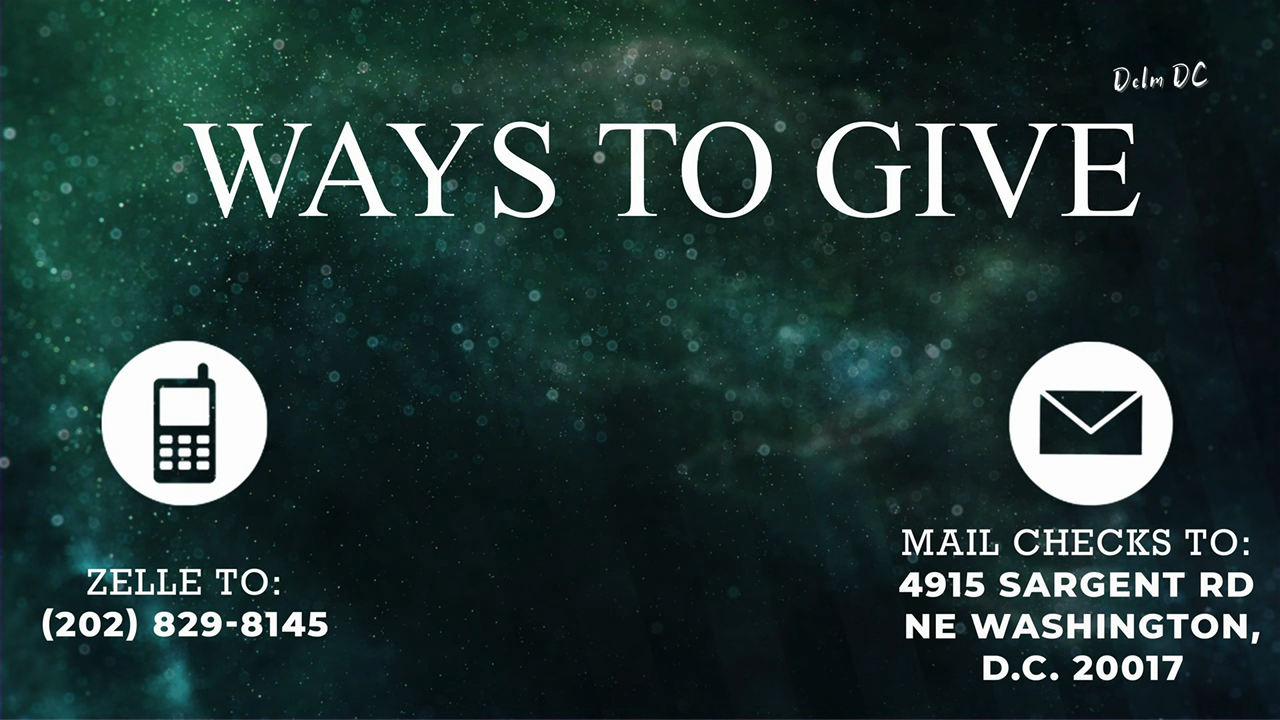 Dclm DC
WAYS TO GIVE
ZELLE TO:
(202) 829-8145
MAIL CHECKS TO:
4915 SARGENT RD
NE WASHINGTON,
D.C. 20017